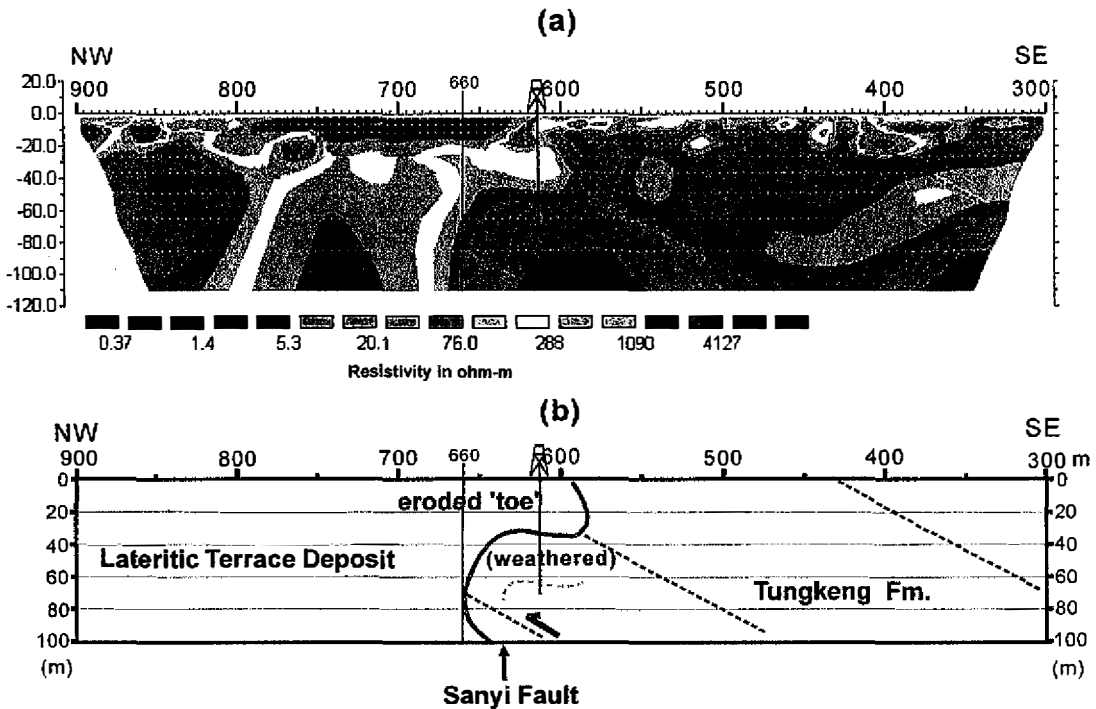 (a)
NW SE
20.0
900 800 700 660 600 500 400 300
0.0
-20.0
-40.0
-60.0
-80.0
-100.0
-120.0
0.37 1.4 5.3 20.1 76.0 288 1090 4127
Resistivity in ohm-m
(b)
NW SE
900 800 700 660 600 500 400 300 m
0 0
eroded 'toe'
20 20
40 40
Lateritic Terrace Deposit (weathered)
60 60
Tungkeng Fm.
80 80
100 100
(m) (m)
Sanyi Fault